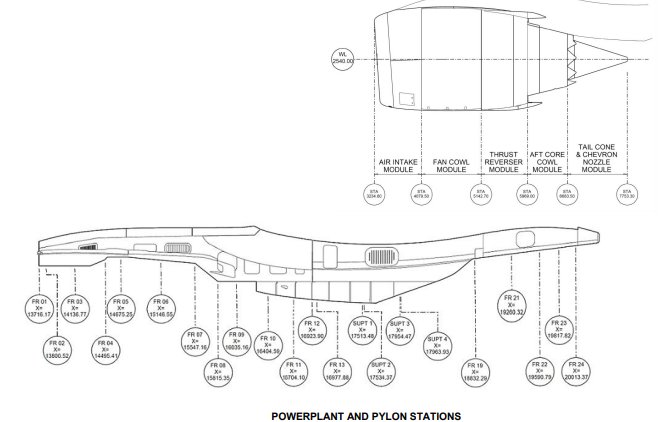 WL
2540.00
AIR INTAKE
MODULE
FAN COWL
MODULE
THRUST
REVERSER
MODULE
AFT CORE
COWL
MODULE
TAIL CONE
& CHEVRON
NOZZLE
MODULE
STA
3234.60
STA
4079.50
STA
5142.70
STA
5969.00
STA
STA
7753.30
FR 01
X=
13716.17
FR 02
X=
13800.52
FR 03
X=
14136.77
FR 04
X=
14495.41
FR 05
X=
14675.25
FR 06
X=
15146.55
FR 07
X=
15547.16
FR 08
X=
15815.35
FR 09
X=
16035.16
FR 10
X=
16404.59
FR 11
X=
16704.10
FR 12
X=
16923.90
FR 13
X=
16977.88
SUPT 1
X=
17513.48
SUPT 2
X=
17534.37
SUPT 3
X=
17954.47
SUPT 4
X=
17963.93
FR 19
X=
18832.29
FR 21
X=
19260.32
FR 22
X=
19590.79
FR 23
X=
19817.82
FR 24
X=
20013.37
POWERPLANT AND PYLON STATIONS